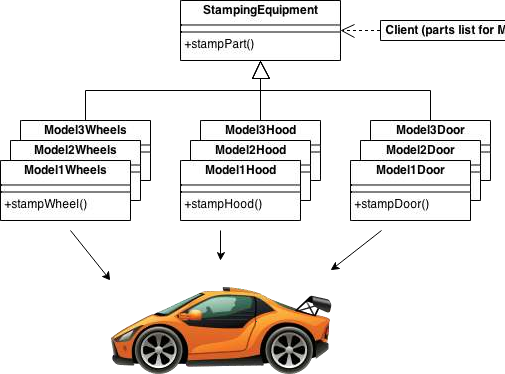 StampingEquipment
+stampPart()
Client (parts list for M
Model3Wheels
Model2Wheels
Model1Wheels
+stampWheel()
Model3Hood
Model2Hood
Model1Hood
+stampHood()
Model3Door
Model2Door
Model1Door
+stampDoor()